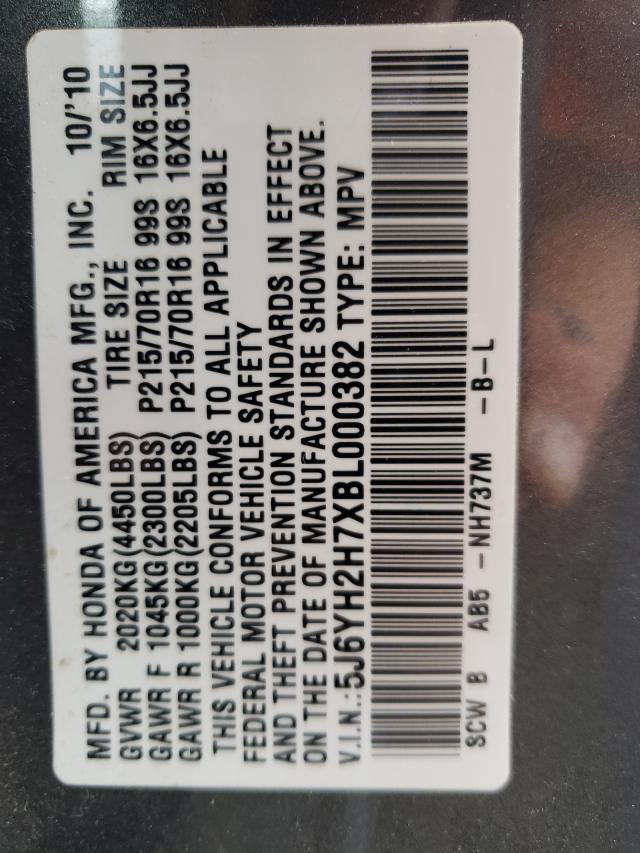 MFD. BY HONDA OF AMERICA MFG., INC. 10/'10
GVWR 2020KG(4450LBS) TIRE SIZE RIM SIZE
GAWR F 1045KG(2300LBS) P215/70R16 99S 16X6.5JJ
GAWR R 1000KG(2205LBS) P215/70R16 99S 16X6.5JJ
THIS VEHICLE CONFORMS TO ALL APPLICABLE
FEDERAL MOTOR VEHICLE SAFETY
AND THEFT PREVENTION STANDARDS IN EFFECT
ON THE DATE OF MANUFACTURE SHOWN ABOVE.
V.I.N.:5J6YH2H7XBL000382 TYPE: MPV
SCW B AB5 -NH737M -B-L